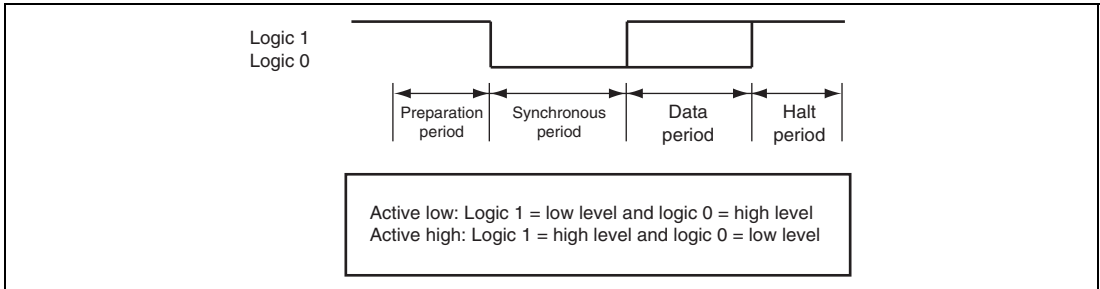 Logic 1
Logic 0
Preparation period
Synchronous period
Data period
Halt period
Active low: Logic 1 = low level and logic 0 = high level
Active high: Logic 1 = high level and logic 0 = low level